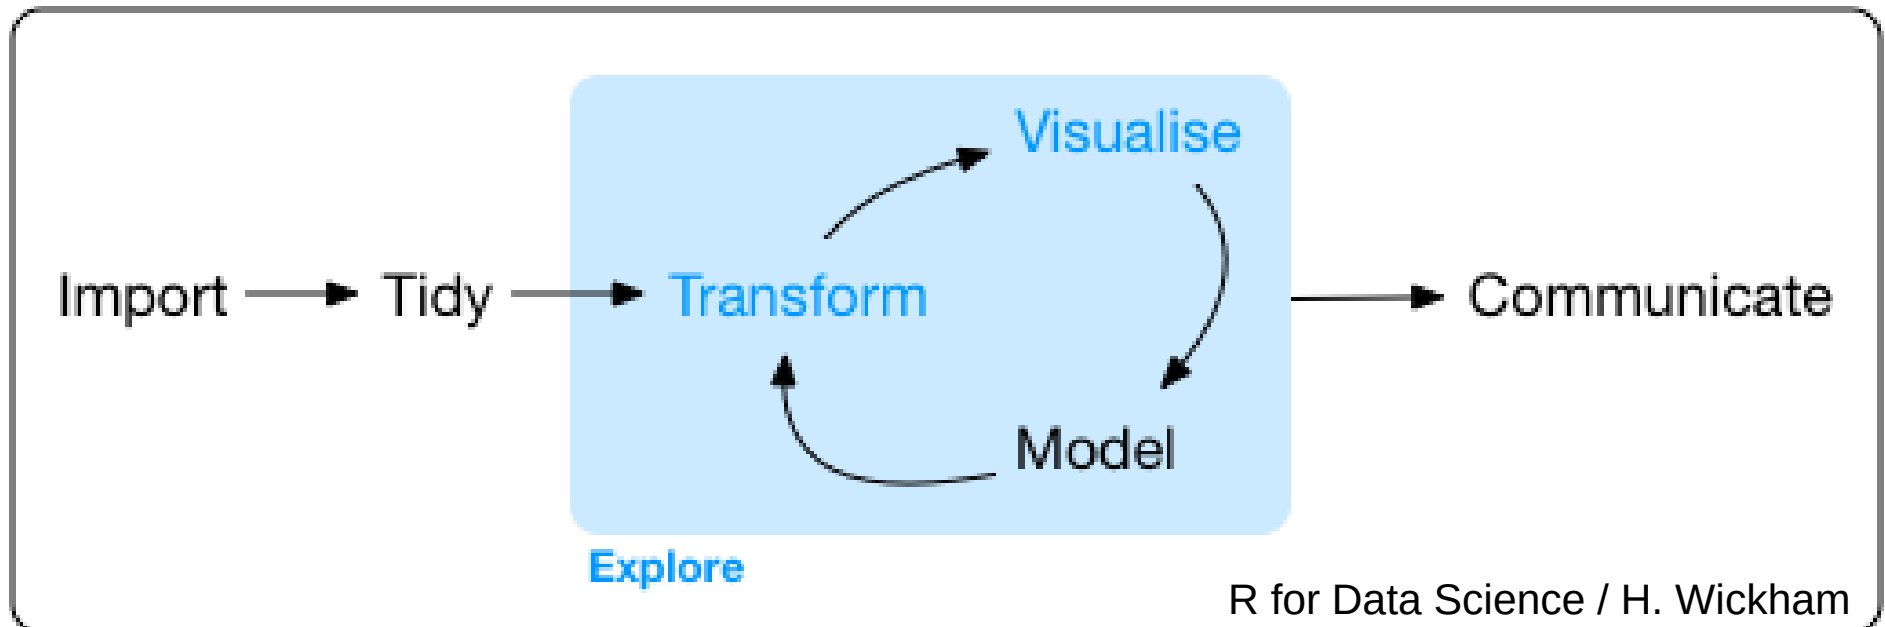 Visualise
Import
Tidy
Transform
Communicate
Model
Explore
R for Data Science / H. Wickham